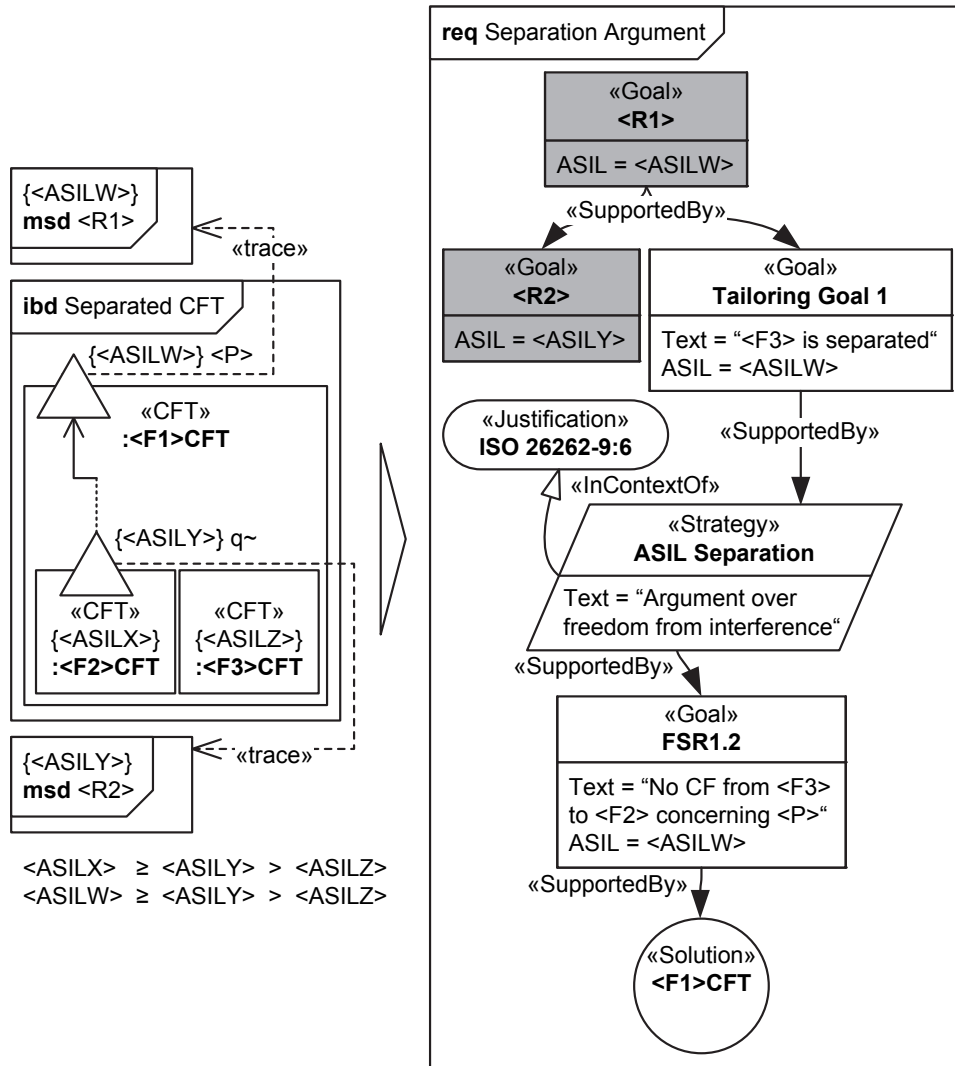 {<ASILW>}
msd <R1>
«trace»
ibd Separated CFT
{<ASILW>} <P>
«CFT»
:<F1>CFT
{<ASILY>} q~
«CFT»
{<ASILX>}
:<F2>CFT
«CFT»
{<ASILZ>}
:<F3>CFT
{<ASILY>}
msd <R2>
«trace»
<ASILX> ≥ <ASILY> > <ASILZ>
<ASILW> ≥ <ASILY> > <ASILZ>
req Separation Argument
«Goal»
<R1>
ASIL = <ASILW>
«SupportedBy»
«Goal»
<R2>
ASIL = <ASILY>
«Goal»
Tailoring Goal 1
Text = “<F3> is separated“
ASIL = <ASILW>
«SupportedBy»
«Justification»
ISO 26262-9:6
«InContextOf»
«Strategy»
ASIL Separation
Text = “Argument over
freedom from interference“
«SupportedBy»
«Goal»
FSR1.2
Text = “No CF from <F3>
to <F2> concerning <P>“
ASIL = <ASILW>
«SupportedBy»
«Solution»
<F1>CFT